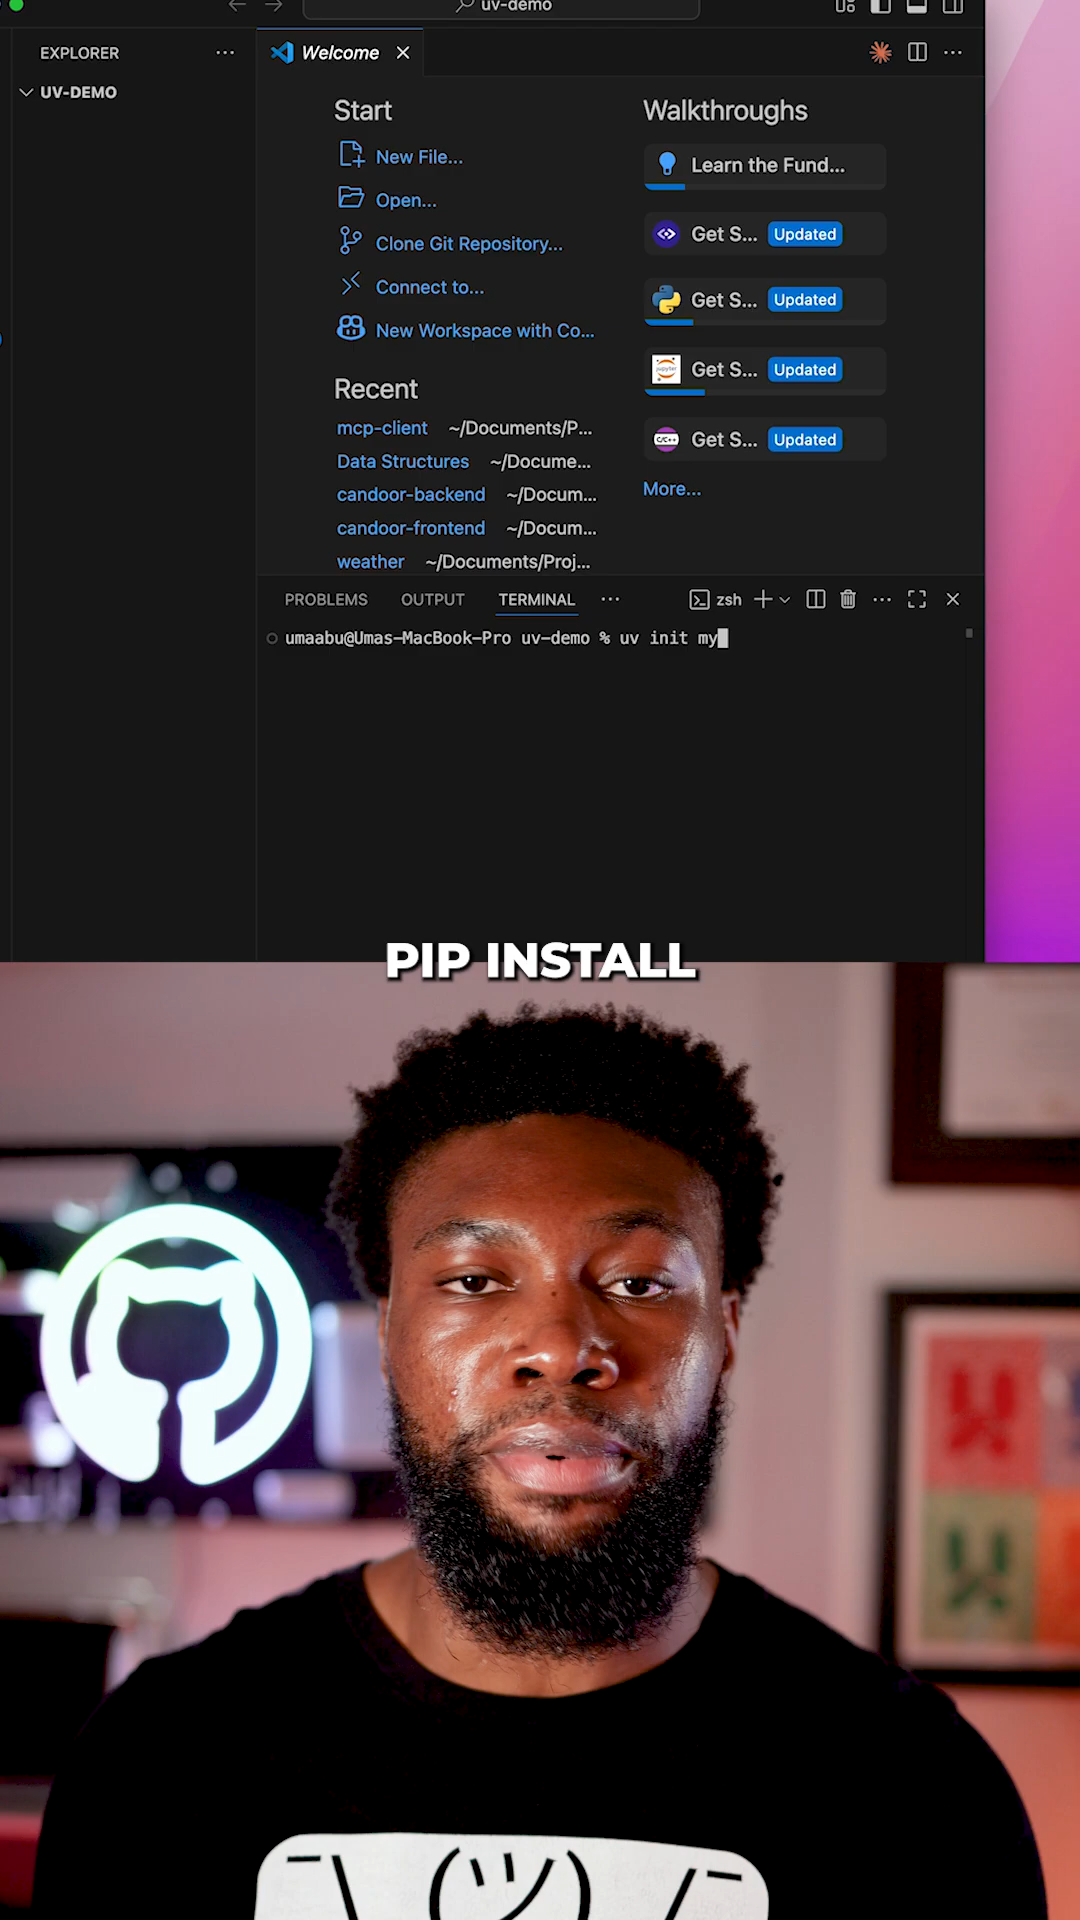 uv-demo
EXPLORER
UV-DEMO
Welcome
Start
New File...
Open...
Clone Git Repository...
Connect to...
New Workspace with Co...
Recent
mcp-client ~/Documents/P...
Data Structures ~/Docume...
candoor-backend ~/Docum...
candoor-frontend ~/Docum...
weather ~/Documents/Proj...
Walkthroughs
Learn the Fund...
Get S... Updated
Get S... Updated
Get S... Updated
Get S... Updated
More...
PROBLEMS OUTPUT TERMINAL
zsh
umaabu@Umas-MacBook-Pro uv-demo % uv init my
PIP INSTALL
¯\(ツ)/¯